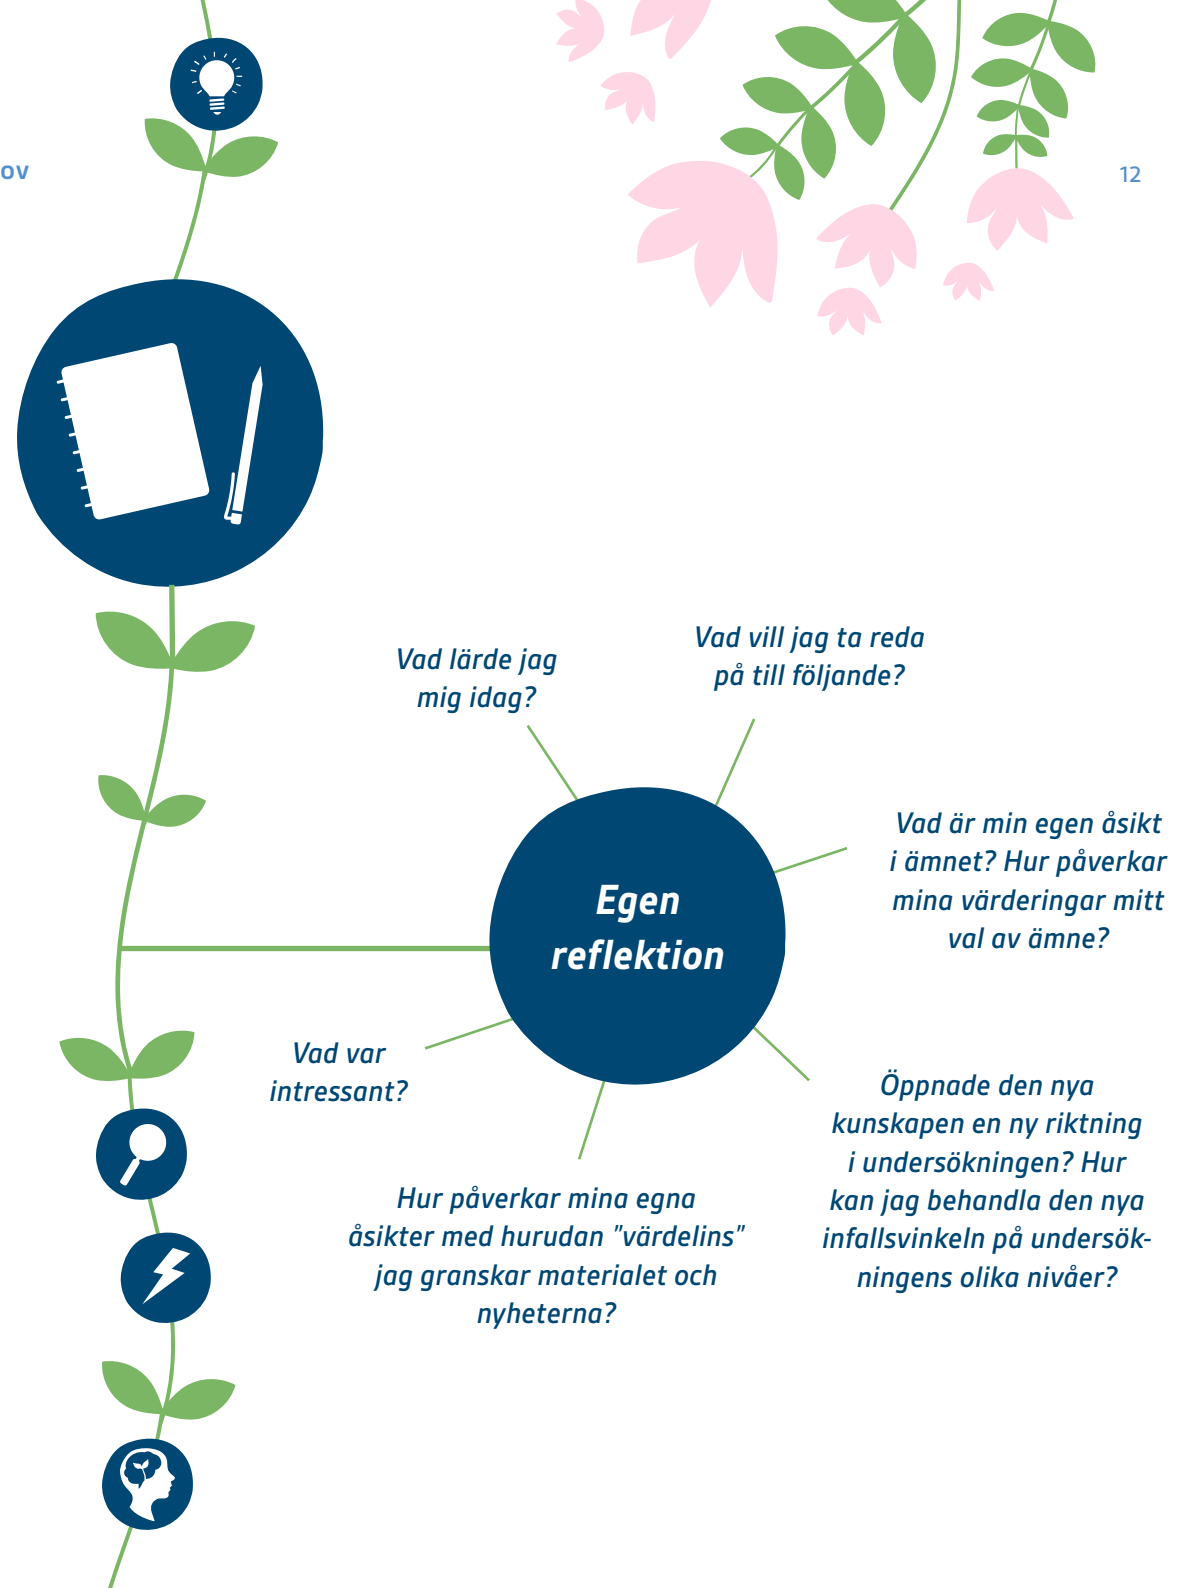 ov
12
Vad lärde jag
mig idag?
Vad vill jag ta reda
på till följande?
Vad är min egen åsikt
i ämnet? Hur påverkar
mina värderingar mitt
val av ämne?
Egen
reflektion
Vad var
intressant?
Öppnade den nya
kunskapen en ny riktning
i undersökningen? Hur
kan jag behandla den nya
infallsvinkeln på undersök-
ningens olika nivåer?
Hur påverkar mina egna
åsikter med hurudan "värdelins"
jag granskar materialet och
nyheterna?